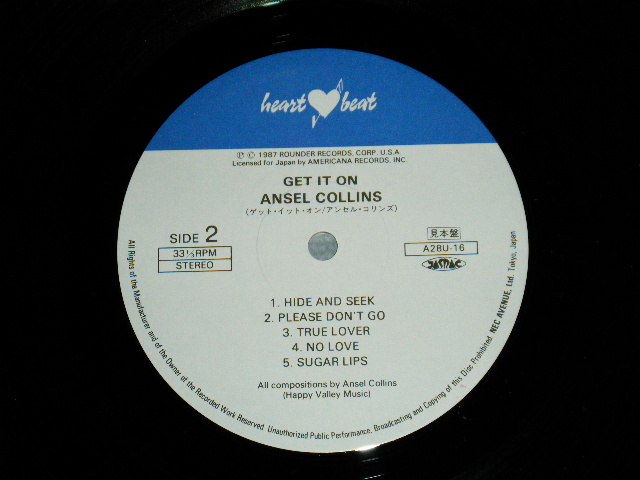 heart beat
℗ © 1987 ROUNDER RECORDS, CORP. U.S.A.
Licensed for Japan by AMERICANA RECORDS, INC
GET IT ON
ANSEL COLLINS
(ゲット・イット・オン/アンセル・コリンズ)
SIDE 2
33 1/3 RPM
STEREO
見本盤
A28U-16
JASRAC
1. HIDE AND SEEK
2. PLEASE DON'T GO
3. TRUE LOVER
4. NO LOVE
5. SUGAR LIPS
All compositions by Ansel Collins
(Happy Valley Music)
All Rights of the Manufacturer and of the Owner of the Recorded Work Reserved. Unauthorized Public Performance, Broadcasting and Copying of this Disc Prohibited. NEC AVENUE, Ltd. Tokyo, Japan